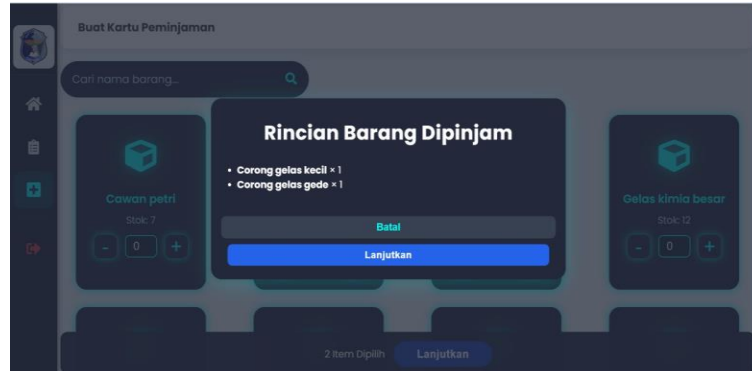 Buat Kartu Peminjaman
Cari nama barang...
Rincian Barang Dipinjam
• Corong gelas kecil × 1
• Corong gelas gede × 1
Batal
Lanjutkan
Cawan petri
Stok: 7
- 0 +
Gelas kimia besar
Stok: 12
- 0 +
2 Item Dipilih
Lanjutkan